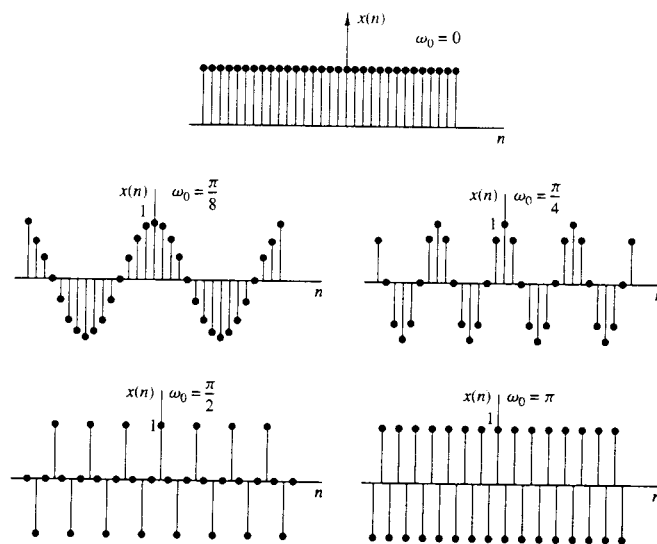 x(n)
ω₀ = 0
n
x(n) ω₀ = π/8
1
n
x(n) ω₀ = π/4
1
x(n) ω₀ = π/2
1
n
x(n) ω₀ = π
1
n